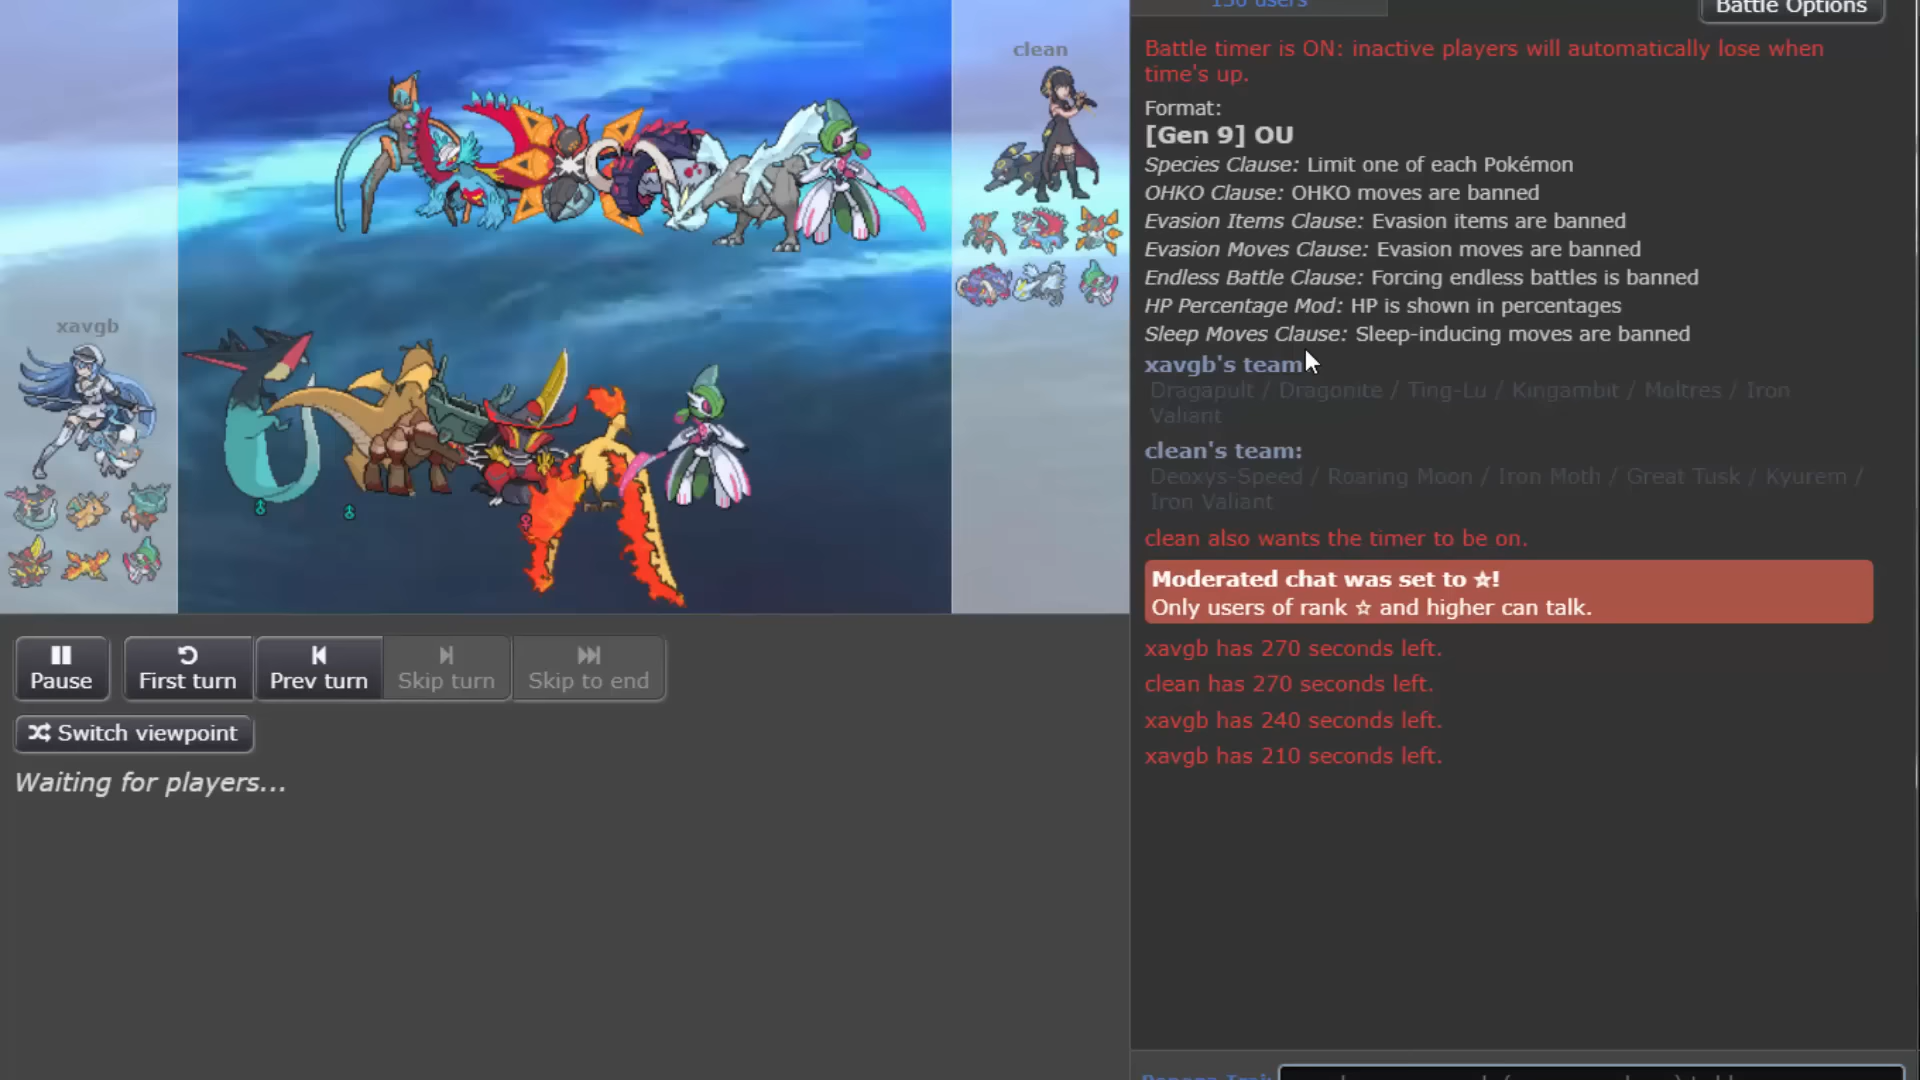 156 users
Battle Options
clean
xavgb
Battle timer is ON: inactive players will automatically lose when
time's up.
Format:
[Gen 9] OU
Species Clause: Limit one of each Pokémon
OHKO Clause: OHKO moves are banned
Evasion Items Clause: Evasion items are banned
Evasion Moves Clause: Evasion moves are banned
Endless Battle Clause: Forcing endless battles is banned
HP Percentage Mod: HP is shown in percentages
Sleep Moves Clause: Sleep-inducing moves are banned
xavgb's team
Dragapult / Dragonite / Ting-Lu / Kingambit / Moltres / Iron
Valiant
clean's team:
Deoxys-Speed / Roaring Moon / Iron Moth / Great Tusk / Kyurem /
Iron Valiant
clean also wants the timer to be on.
Moderated chat was set to ☆!
Only users of rank ☆ and higher can talk.
xavgb has 270 seconds left.
clean has 270 seconds left.
xavgb has 240 seconds left.
xavgb has 210 seconds left.
Pause
First turn
Prev turn
Skip turn
Skip to end
Switch viewpoint
Waiting for players...